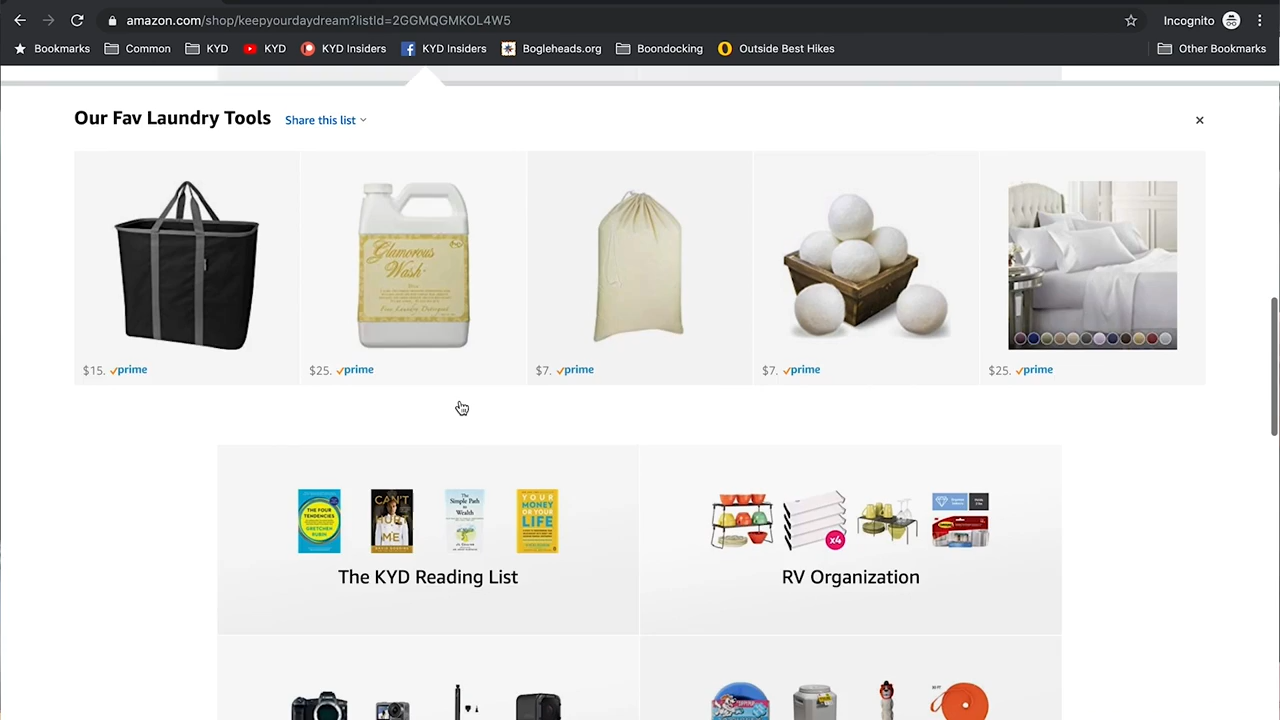 amazon.com/shop/keepyourdaydream?listId=2GGMQGMKOL4W5
Incognito
Bookmarks Common KYD KYD KYD Insiders KYD Insiders Bogleheads.org Boondocking Outside Best Hikes Other Bookmarks
Our Fav Laundry Tools Share this list
Glamorous
Wash
Fine Laundry Detergent
$15. prime $25. prime $7. prime $7. prime $25. prime
THE FOUR
TENDENCIES
GRETCHEN
RUBIN
CAN'T
ME
The
Simple Path
to
Wealth
YOUR
MONEY
OR YOUR
LIFE
x4
The KYD Reading List RV Organization